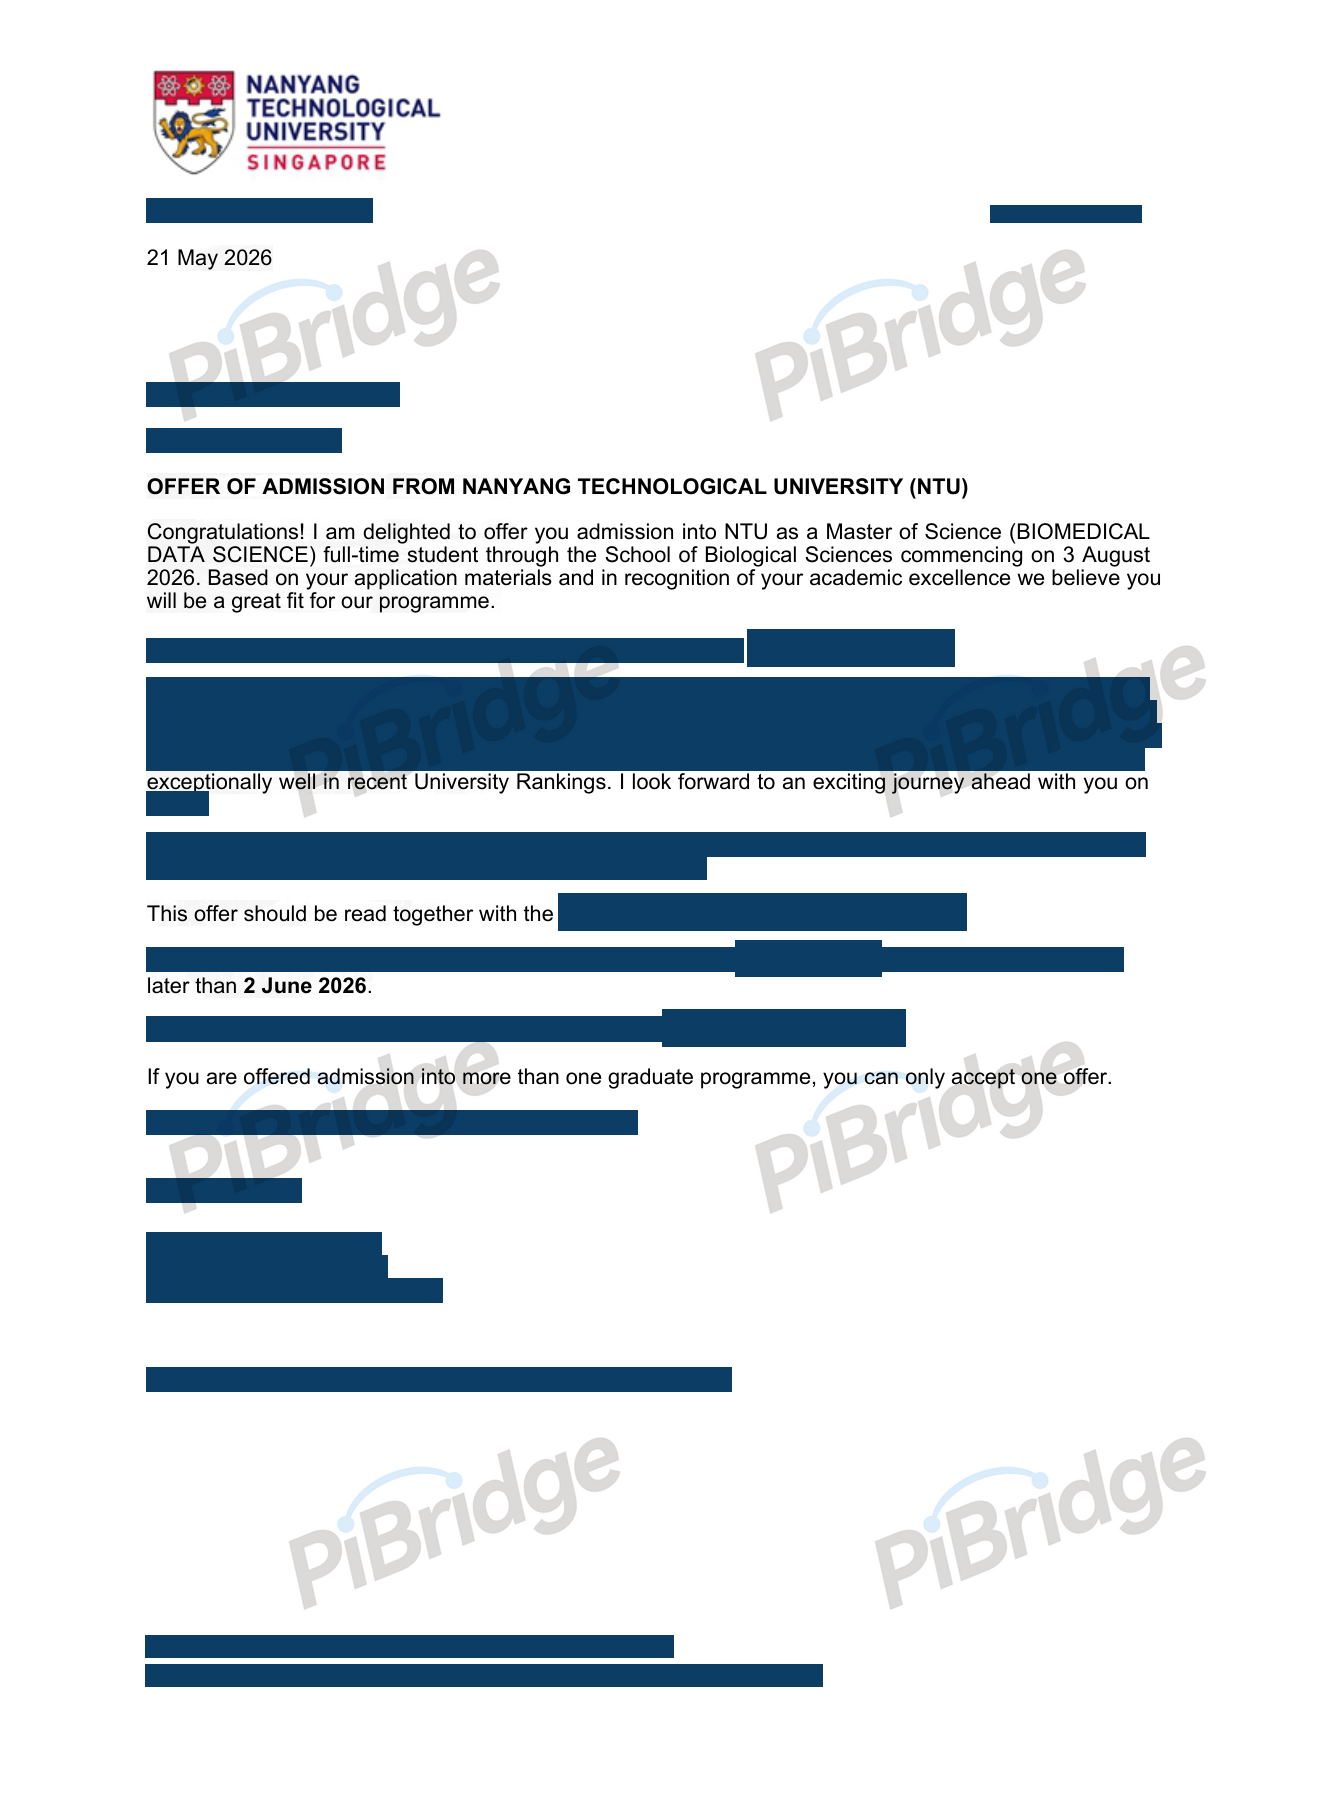 NANYANG
TECHNOLOGICAL
UNIVERSITY
SINGAPORE
21 May 2026
PiBridge PiBridge
OFFER OF ADMISSION FROM NANYANG TECHNOLOGICAL UNIVERSITY (NTU)
Congratulations! I am delighted to offer you admission into NTU as a Master of Science (BIOMEDICAL
DATA SCIENCE) full-time student through the School of Biological Sciences commencing on 3 August
2026. Based on your application materials and in recognition of your academic excellence we believe you
will be a great fit for our programme.
PiBridge PiBridge
exceptionally well in recent University Rankings. I look forward to an exciting journey ahead with you on
This offer should be read together with the
later than 2 June 2026.
If you are offered admission into more than one graduate programme, you can only accept one offer.
PiBridge PiBridge
PiBridge PiBridge